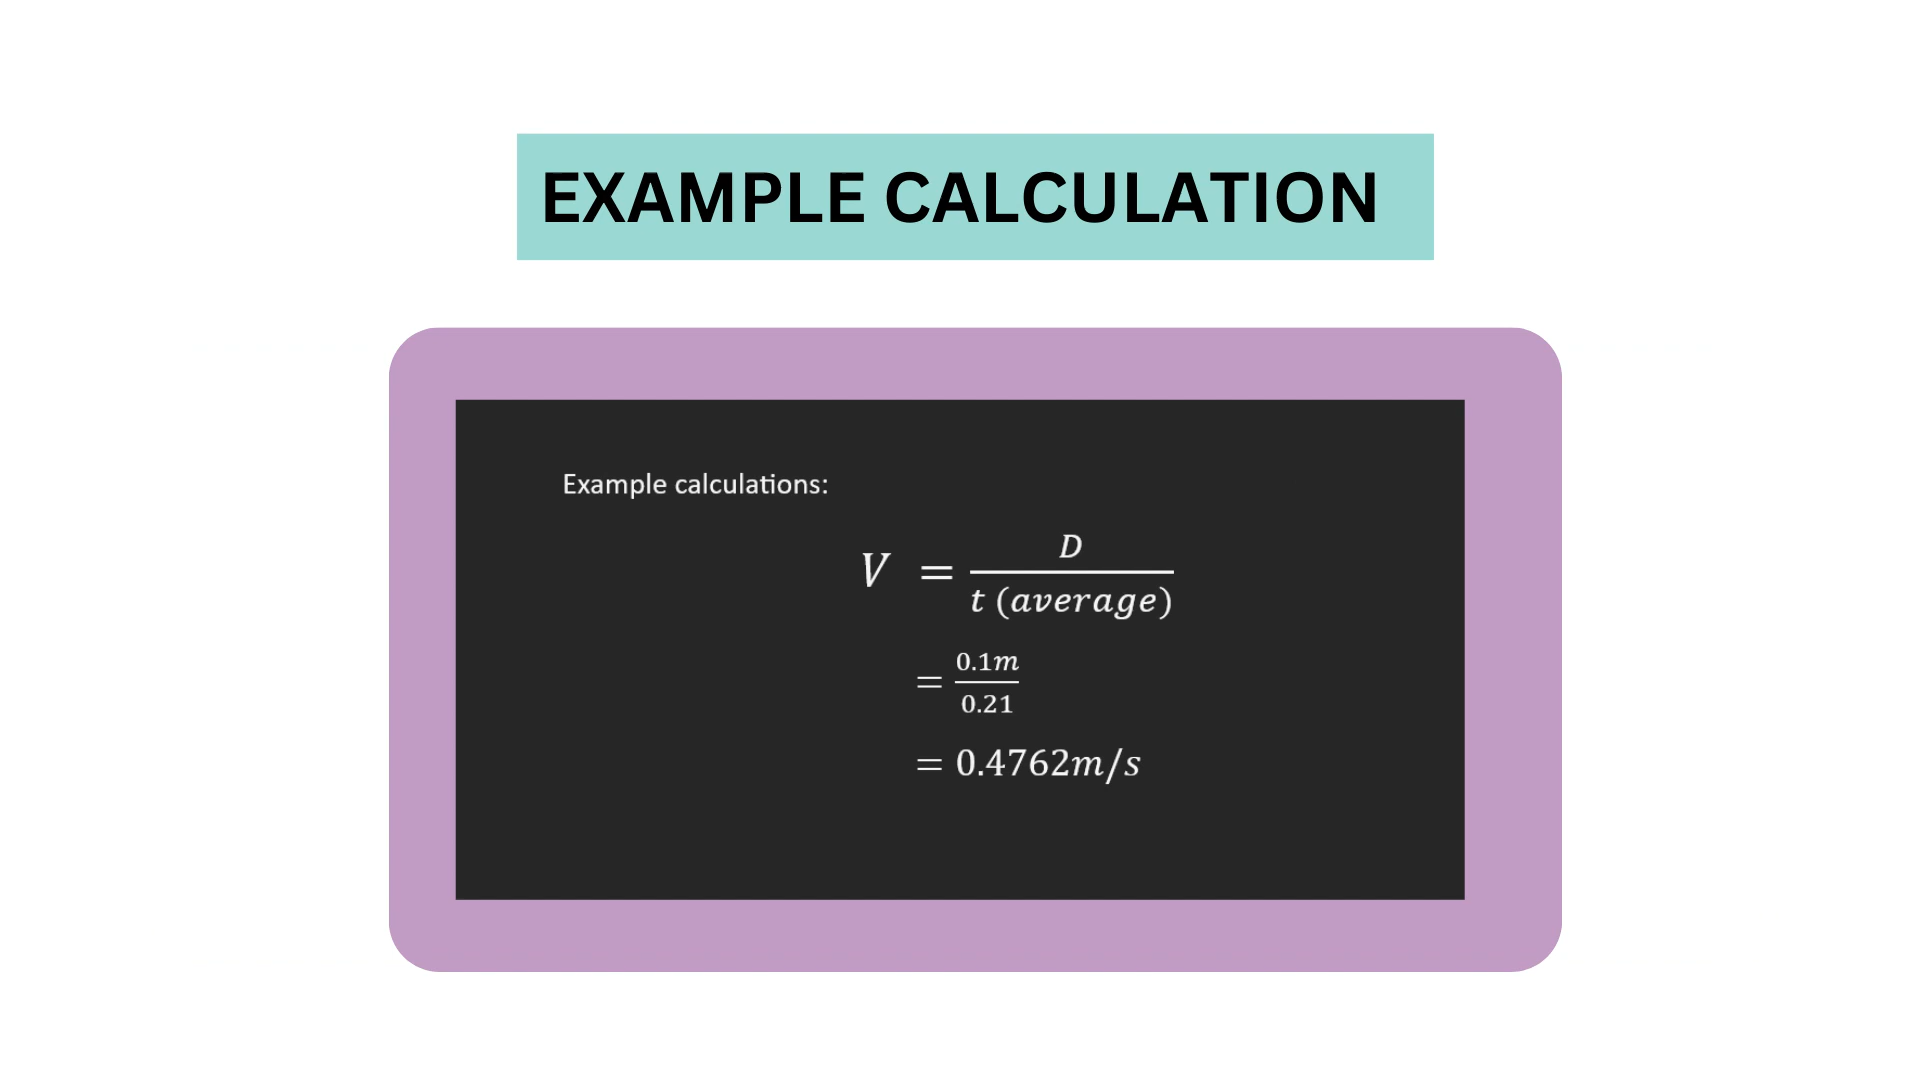 EXAMPLE CALCULATION
Example calculations:
V = D / t (average)
= 0.1m / 0.21
= 0.4762m/s